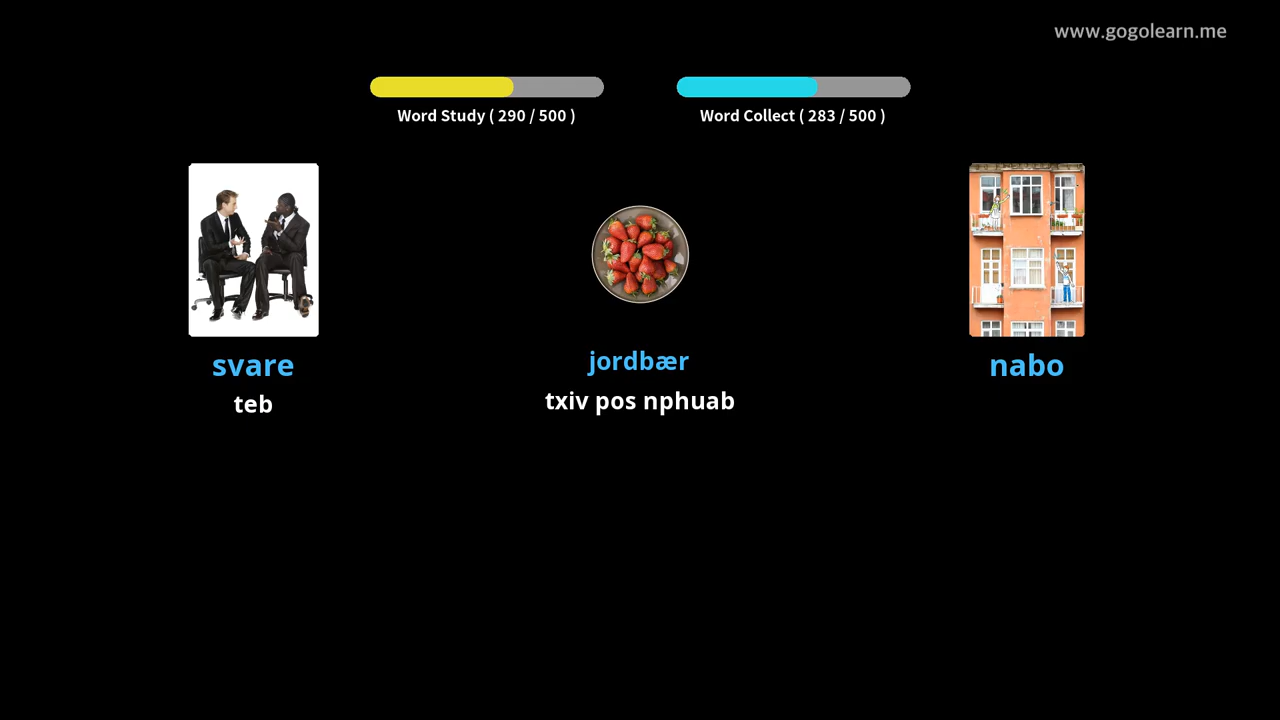 www.gogolearn.me
Word Study ( 290 / 500 )
Word Collect ( 283 / 500 )
svare
teb
jordbær
txiv pos nphuab
nabo